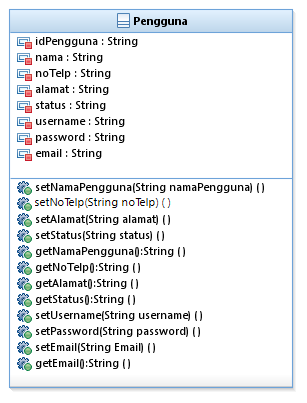 Pengguna
idPengguna : String
nama : String
noTelp : String
alamat : String
status : String
username : String
password : String
email : String
setNamaPengguna(String namaPengguna) ( )
setNoTelp(String noTelp) ( )
setAlamat(String alamat) ( )
setStatus(String status) ( )
getNamaPengguna():String ( )
getNoTelp():String ( )
getAlamat():String ( )
getStatus():String ( )
setUsername(String username) ( )
setPassword(String password) ( )
setEmail(String Email) ( )
getEmail():String ( )